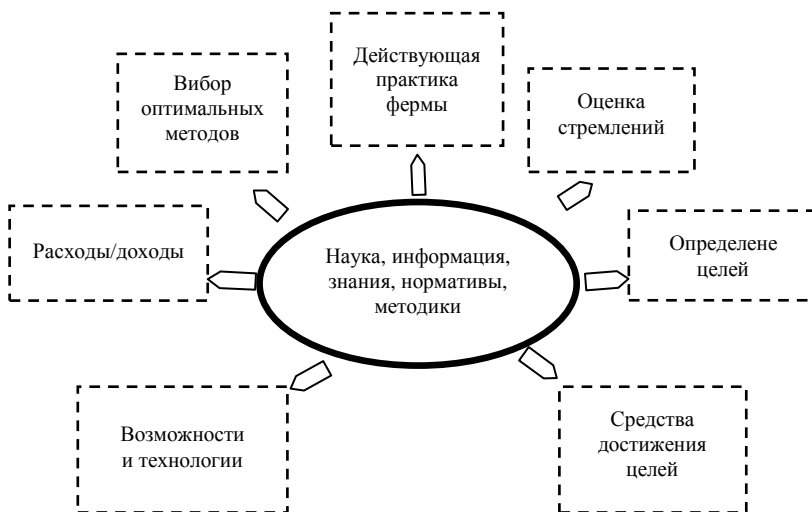 Действующая
практика
фермы
Вибор
оптимальных
методов
Оценка
стремлений
Расходы/доходы
Наука, информация,
знания, нормативы,
методики
Определене
целей
Возможности
и технологии
Средства
достижения
целей